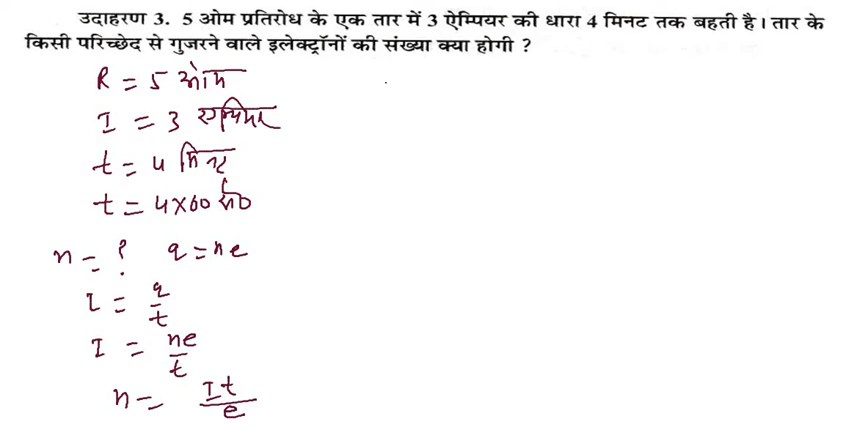 उदाहरण 3. 5 ओम प्रतिरोध के एक तार में 3 ऐम्पियर की धारा 4 मिनट तक बहती है। तार के
किसी परिच्छेद से गुजरने वाले इलेक्ट्रॉनों की संख्या क्या होगी ?
R = 5 ओम
I = 3 एम्पियर
t = 4 मिनट
t = 4×60 से०
n = ? q = ne
I = q/t
I = ne/t
n = It/e